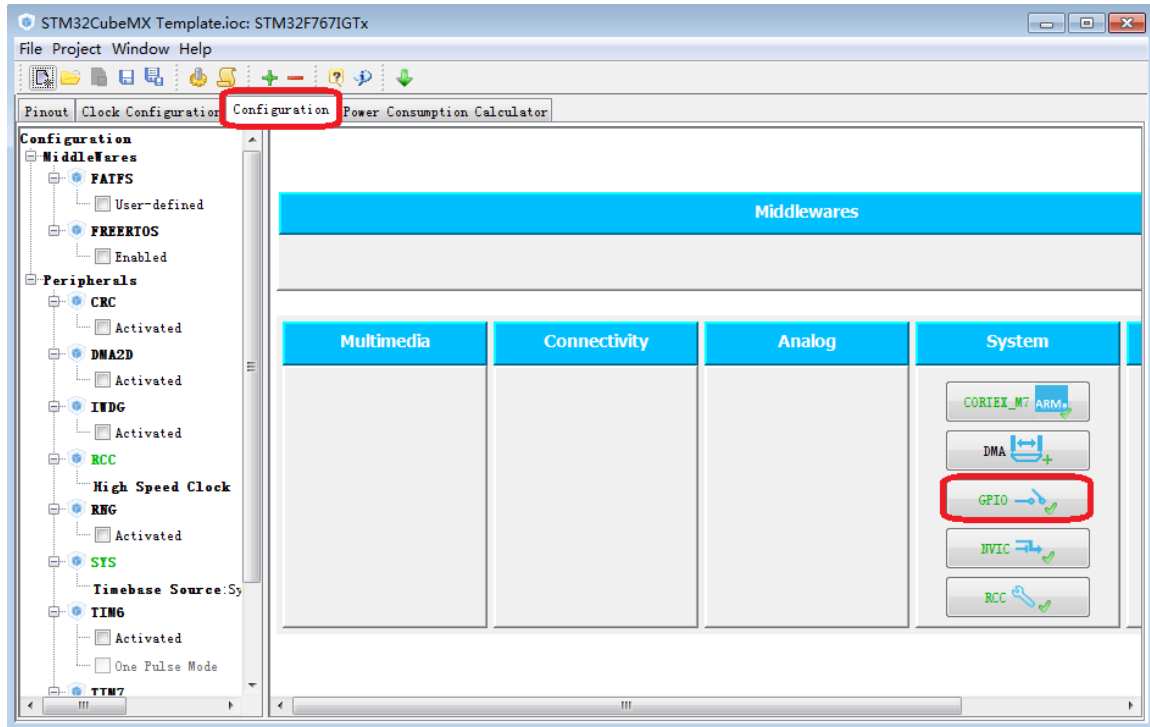 STM32CubeMX Template.ioc: STM32F767IGTx
File Project Window Help
Pinout Clock Configuration Configuration Power Consumption Calculator
Configuration
MiddleWares
FATFS
User-defined
FREERTOS
Enabled
Peripherals
CRC
Activated
DMA2D
Activated
IWDG
Activated
RCC
High Speed Clock
RNG
Activated
SYS
Timebase Source:Sy
TIM6
Activated
One Pulse Mode
TIM7
Middlewares
Multimedia Connectivity Analog System
CORTEX_M7 ARM
DMA
GPIO
NVIC
RCC